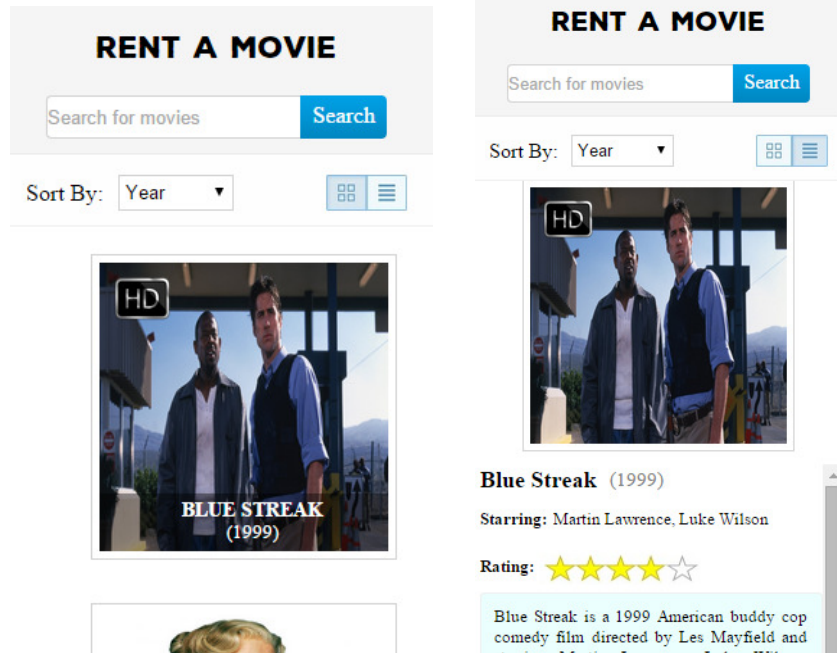 RENT A MOVIE
Search for movies
Search
Sort By: Year
HD
BLUE STREAK
(1999)
RENT A MOVIE
Search for movies
Search
Sort By: Year
HD
Blue Streak (1999)
Starring: Martin Lawrence, Luke Wilson
Rating:
Blue Streak is a 1999 American buddy cop
comedy film directed by Les Mayfield and